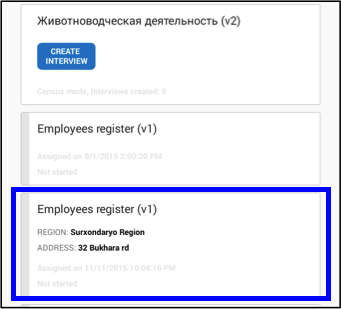 Животноводческая деятельность (v2)
CREATE
INTERVIEW
Census mode, Interviews created: 0
Employees register (v1)
Assigned on 9/1/2015 2:00:20 PM
Not started
Employees register (v1)
REGION: Surxondaryo Region
ADDRESS: 32 Bukhara rd
Assigned on 11/11/2015 10:04:16 PM
Not started